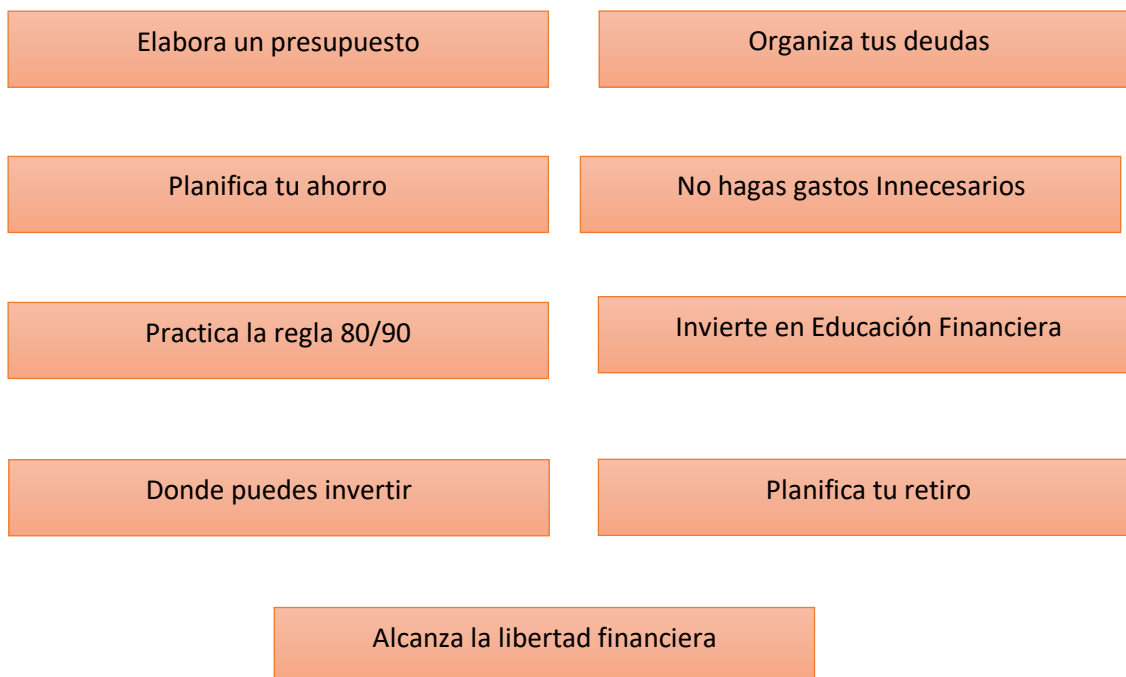 Elabora un presupuesto
Organiza tus deudas
Planifica tu ahorro
No hagas gastos Innecesarios
Practica la regla 80/90
Invierte en Educación Financiera
Donde puedes invertir
Planifica tu retiro
Alcanza la libertad financiera